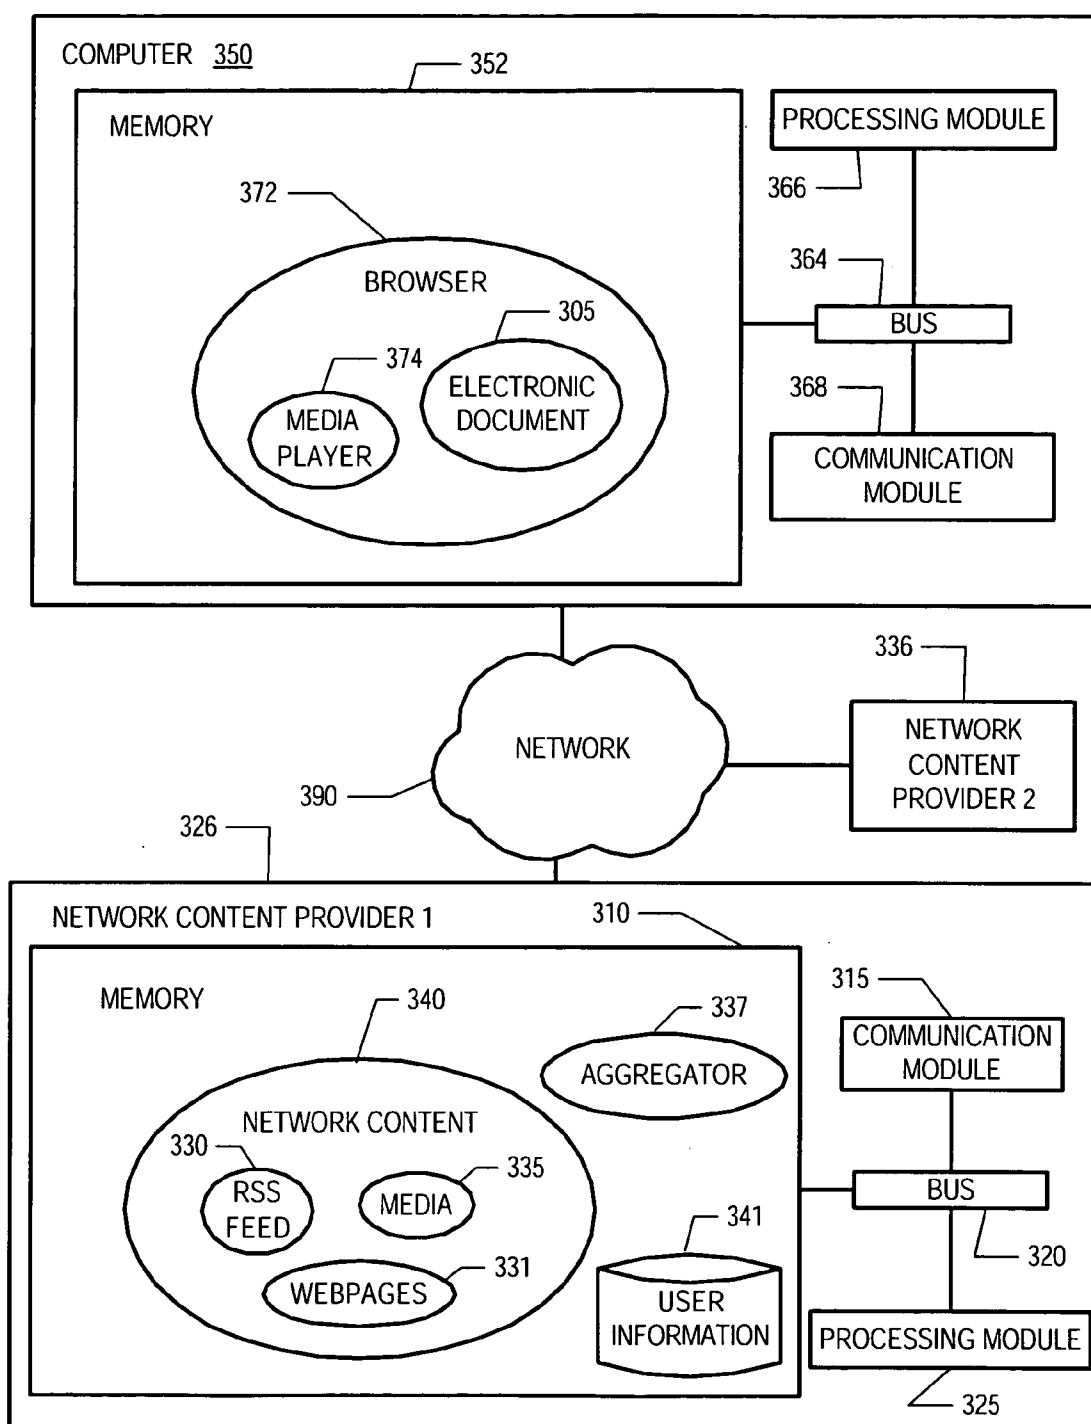 COMPUTER 350
352
MEMORY
PROCESSING MODULE
366
372
364
BROWSER
305
BUS
374
ELECTRONIC
DOCUMENT
368
MEDIA
PLAYER
COMMUNICATION
MODULE
336
NETWORK
NETWORK
CONTENT
PROVIDER 2
390
326
NETWORK CONTENT PROVIDER 1
310
MEMORY
340
337
315
COMMUNICATION
MODULE
AGGREGATOR
NETWORK CONTENT
330
335
RSS
FEED
MEDIA
BUS
341
331
320
WEBPAGES
USER
INFORMATION
PROCESSING MODULE
325